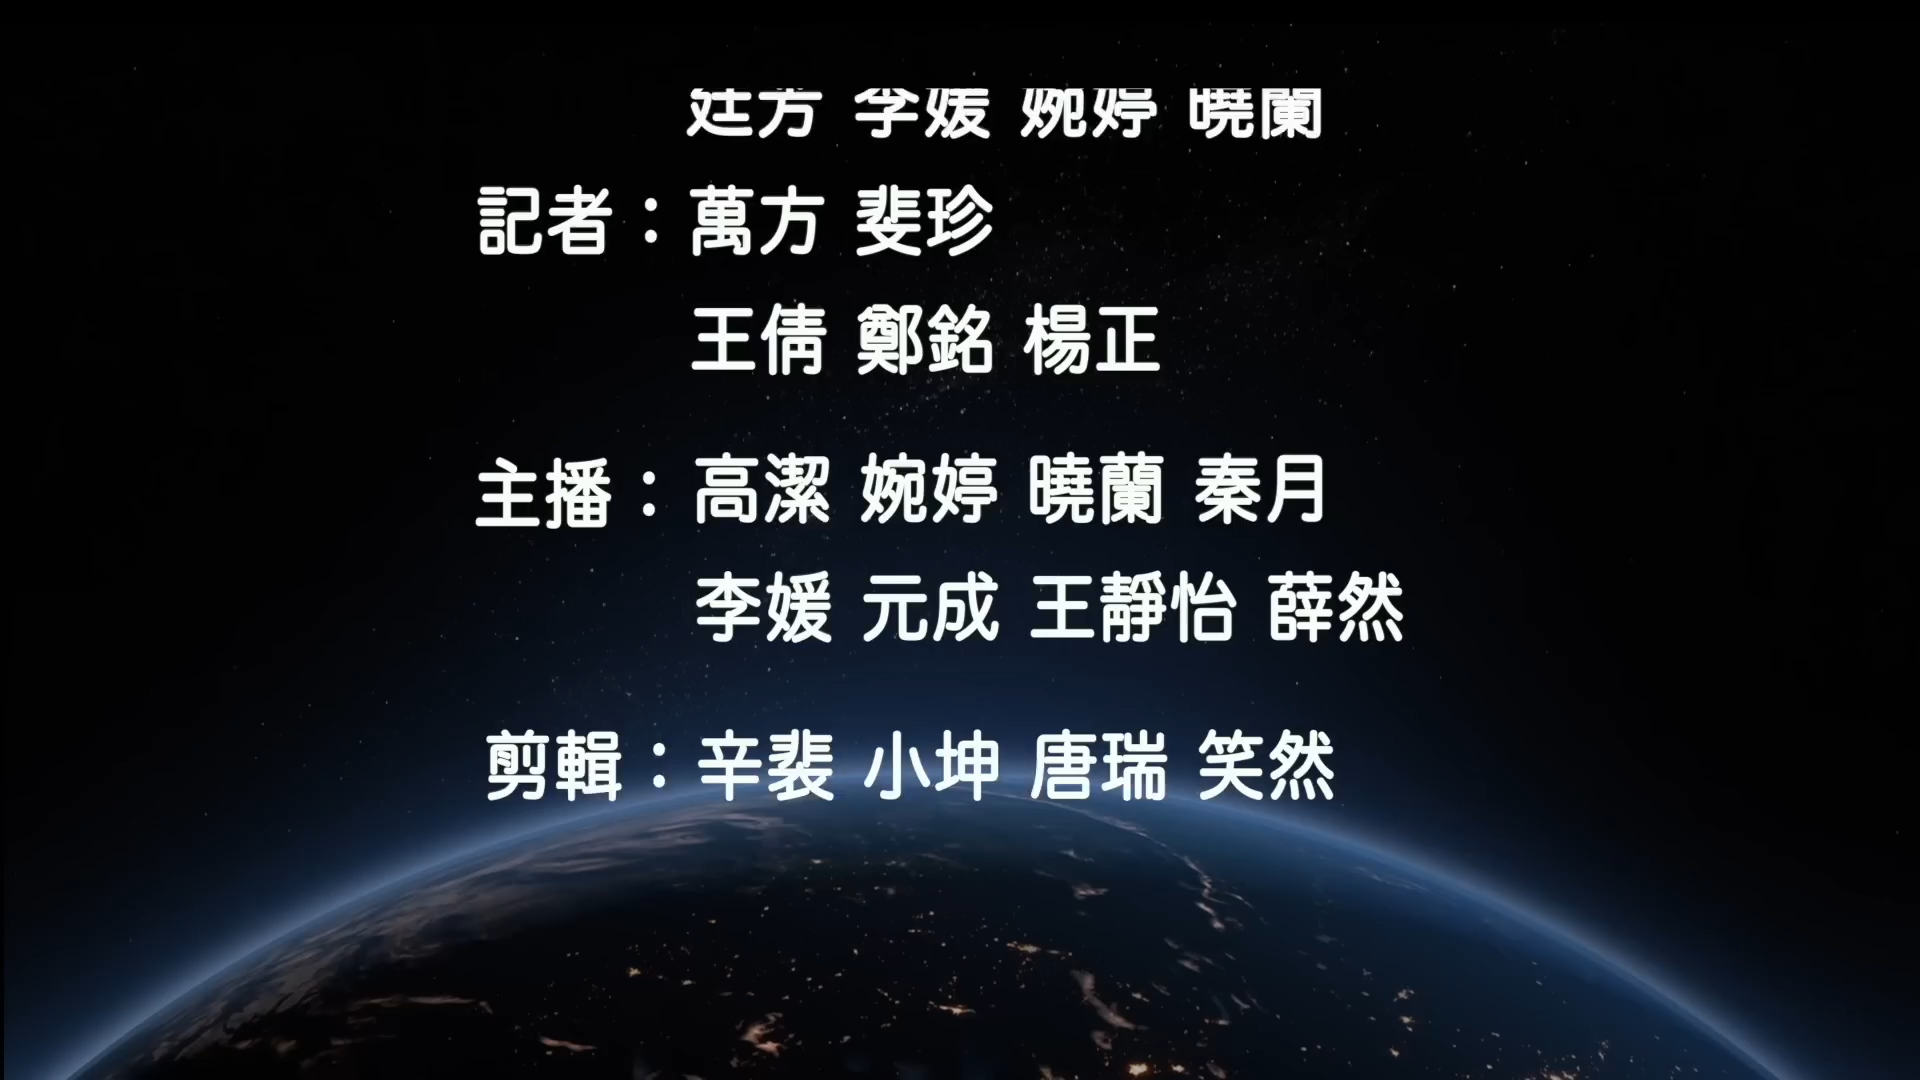 廷芳 李媛 婉婷 曉蘭
記者：萬方 斐珍
王倩 鄭銘 楊正
主播：高潔 婉婷 曉蘭 秦月
李媛 元成 王靜怡 薛然
剪輯：辛裴 小坤 唐瑞 笑然